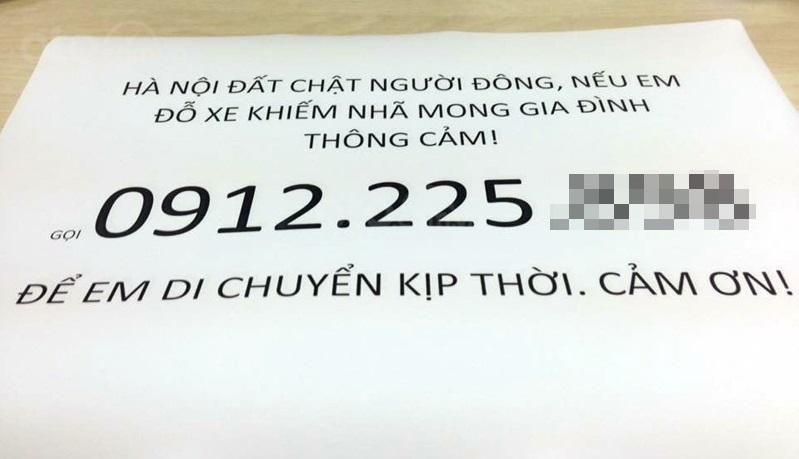 HÀ NỘI ĐẤT CHẬT NGƯỜI ĐÔNG, NẾU EM
ĐỖ XE KHIẾM NHÃ MONG GIA ĐÌNH
THÔNG CẢM!
GỌI 0912.225
ĐỂ EM DI CHUYỂN KỊP THỜI. CẢM ƠN!